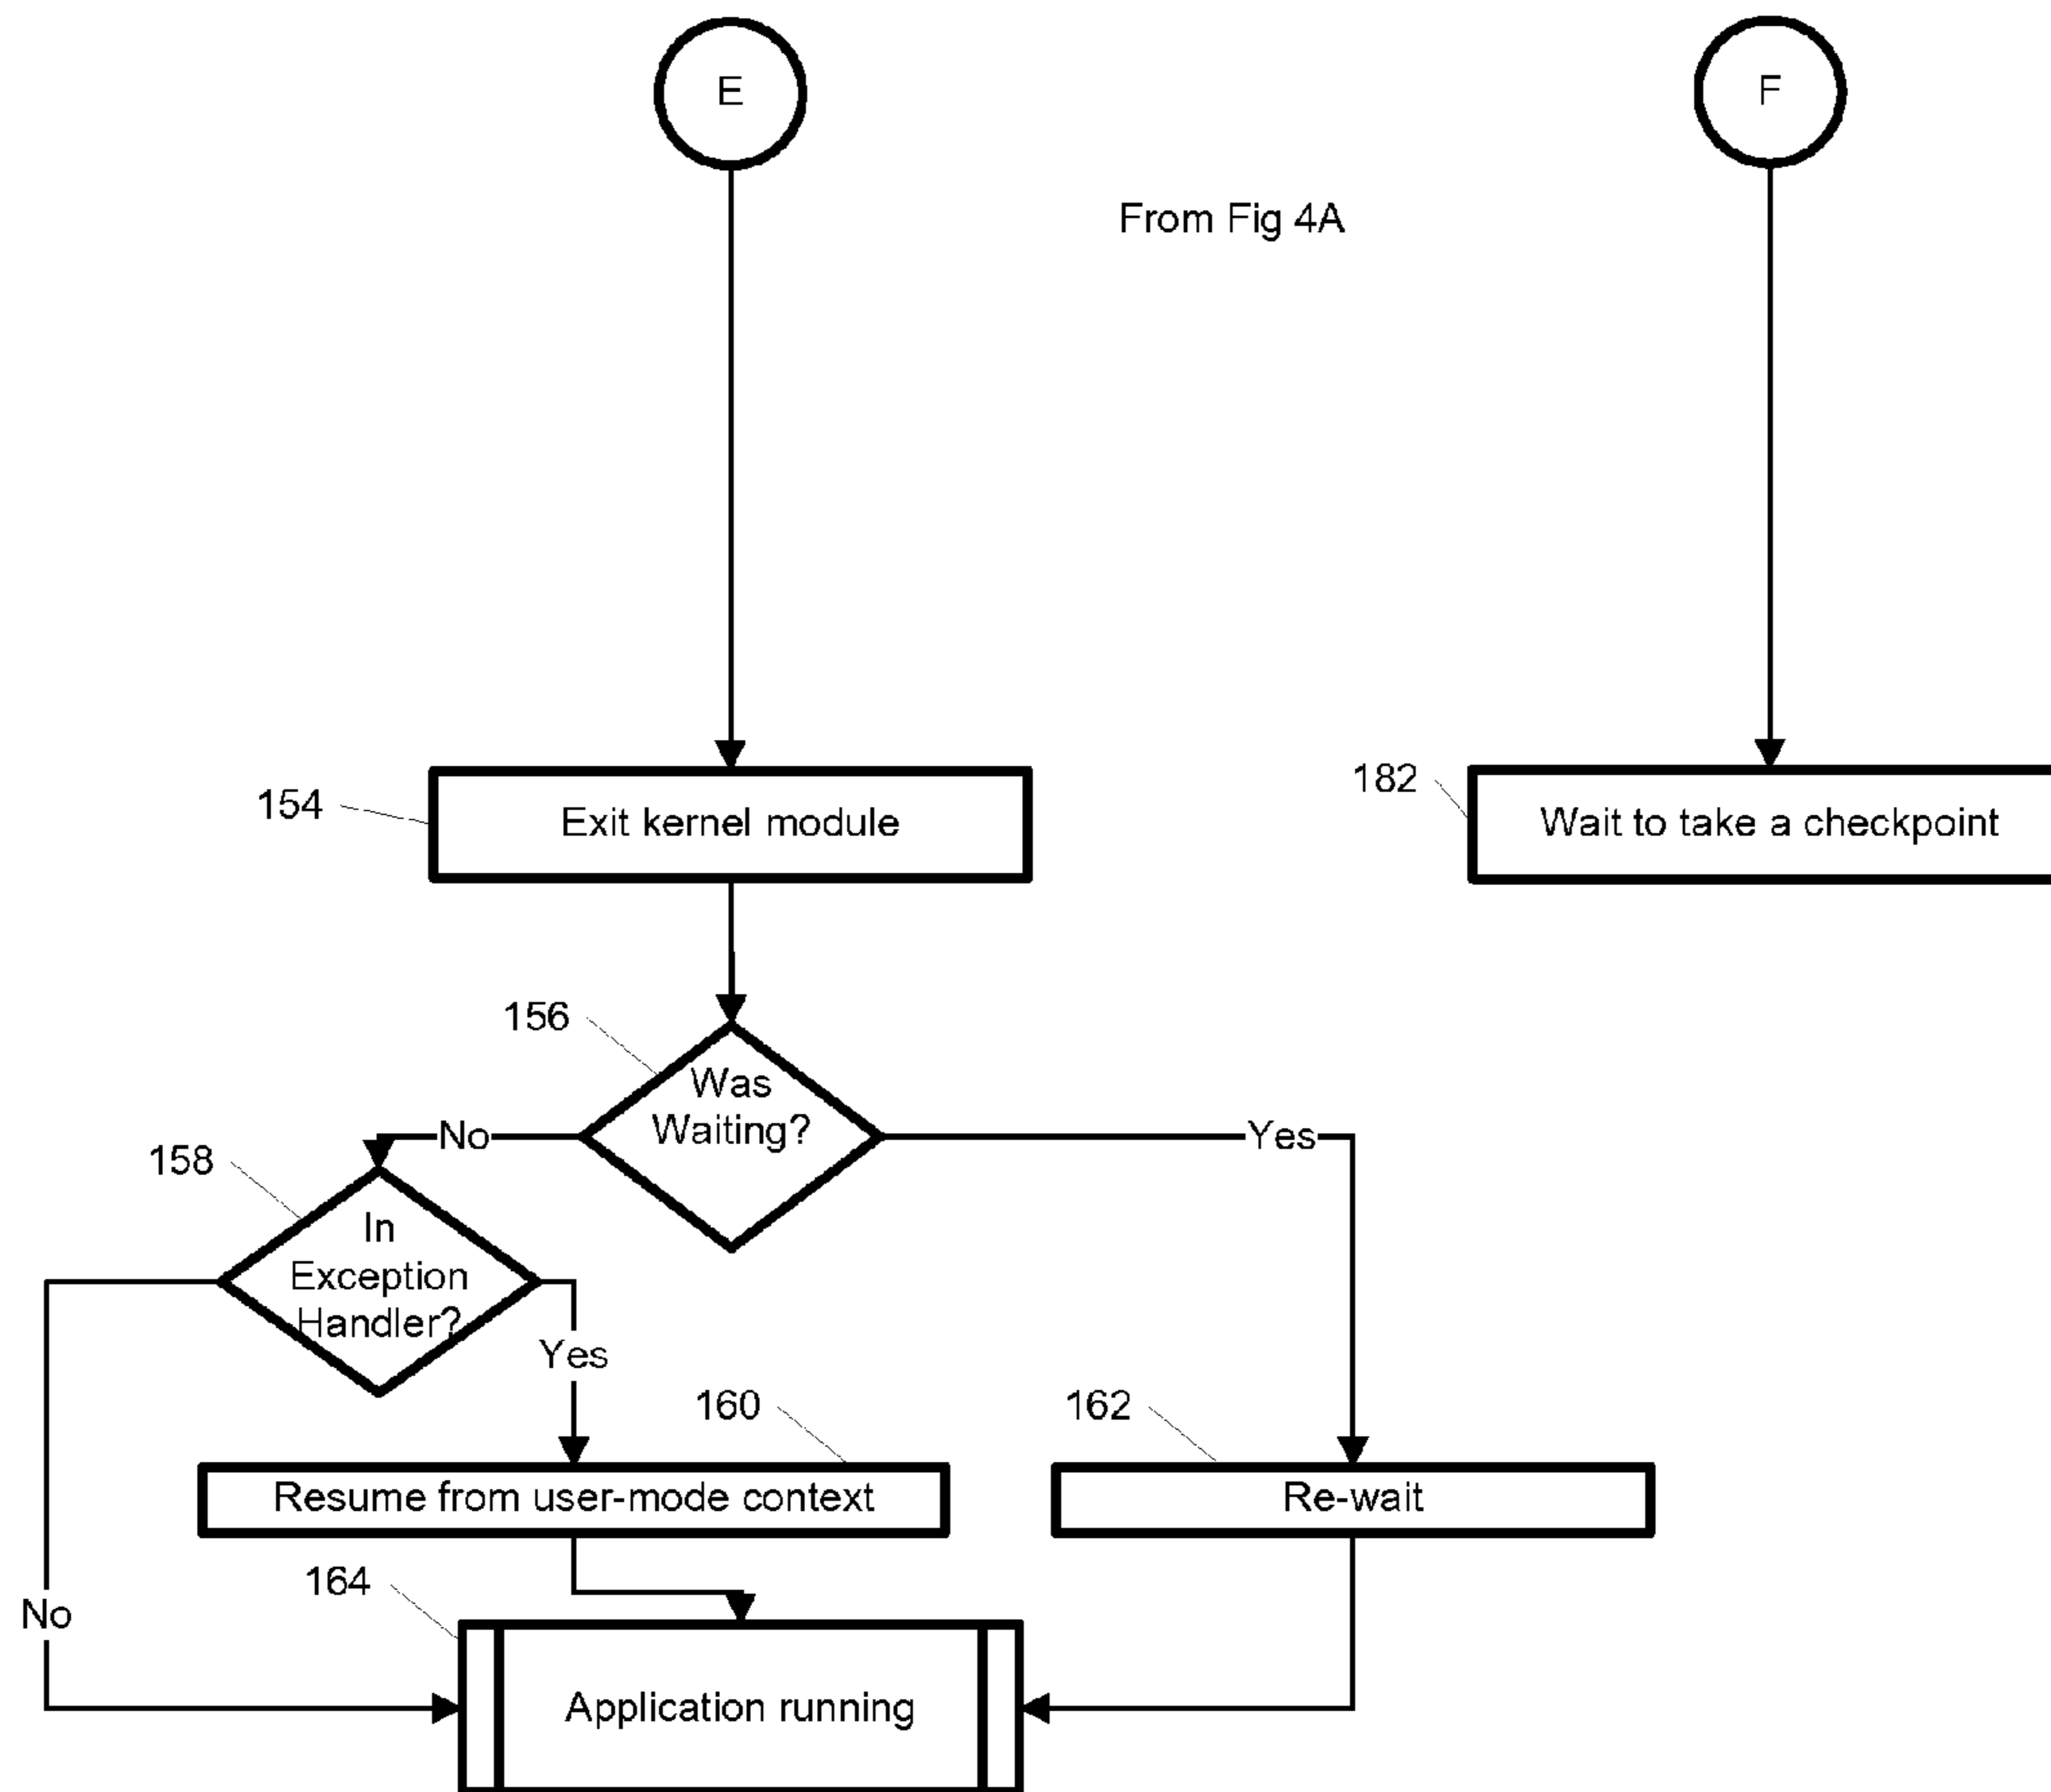 E
F
From Fig 4A
154
Exit kernel module
182
Wait to take a checkpoint
156
Was
Waiting?
No
Yes
158
In
Exception
Handler?
Yes
160
Resume from user-mode context
162
Re-wait
164
No
Application running